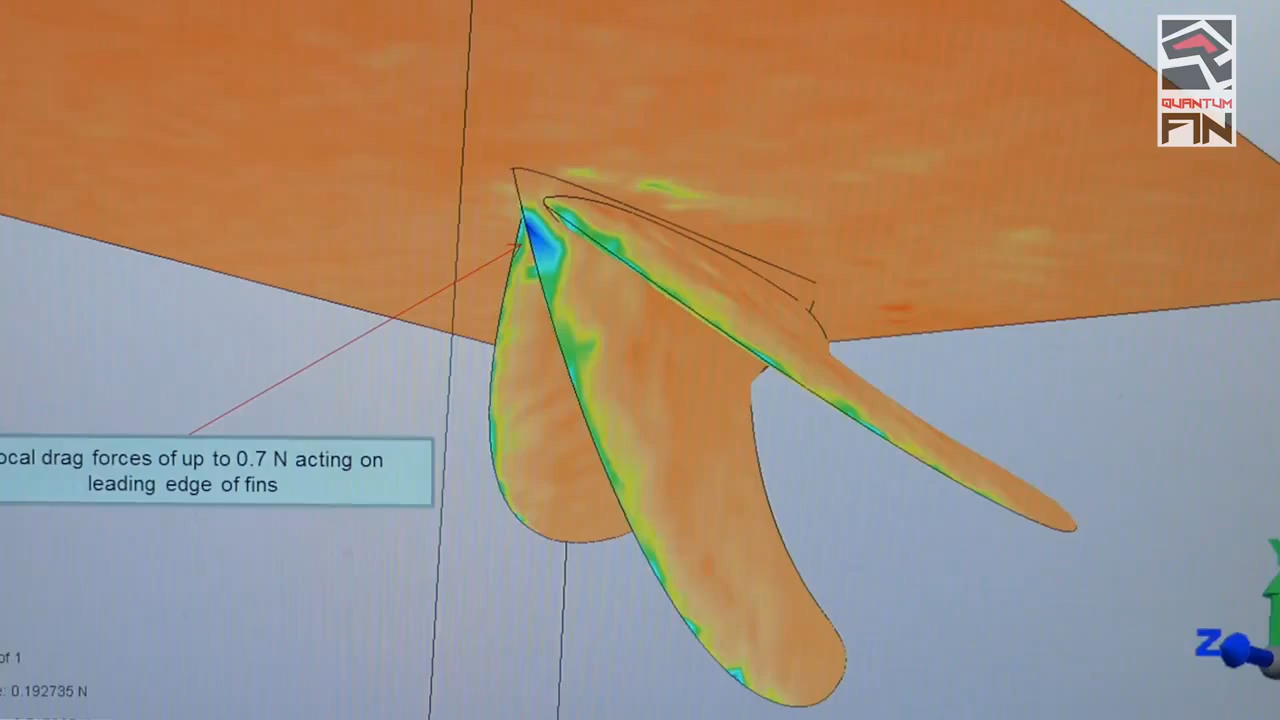 QUANTUM
FIN
ocal drag forces of up to 0.7 N acting on
leading edge of fins
of 1
e: 0.192735 N
Z
Y